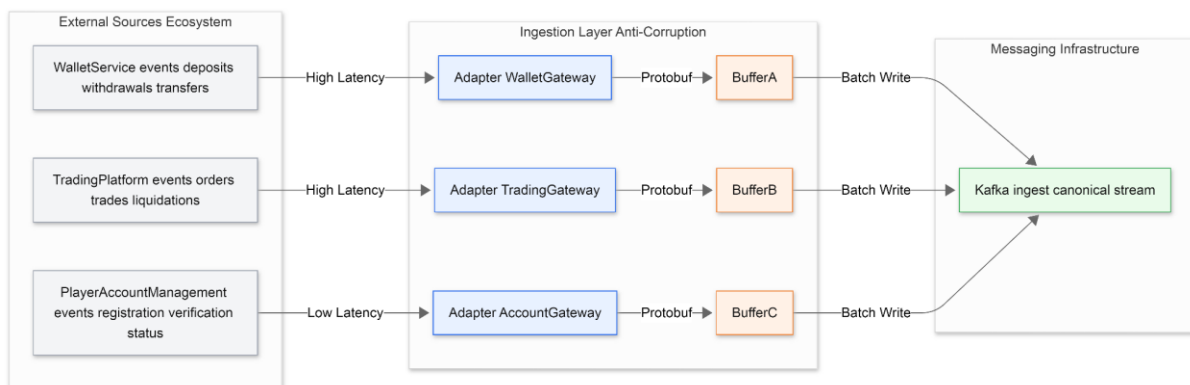 External Sources Ecosystem
WalletService events deposits
withdrawals transfers
TradingPlatform events orders
trades liquidations
PlayerAccountManagement
events registration verification
status
High Latency
High Latency
Low Latency
Ingestion Layer Anti-Corruption
Adapter WalletGateway
Protobuf
BufferA
Adapter TradingGateway
Protobuf
BufferB
Adapter AccountGateway
Protobuf
BufferC
Batch Write
Batch Write
Batch Write
Messaging Infrastructure
Kafka ingest canonical stream